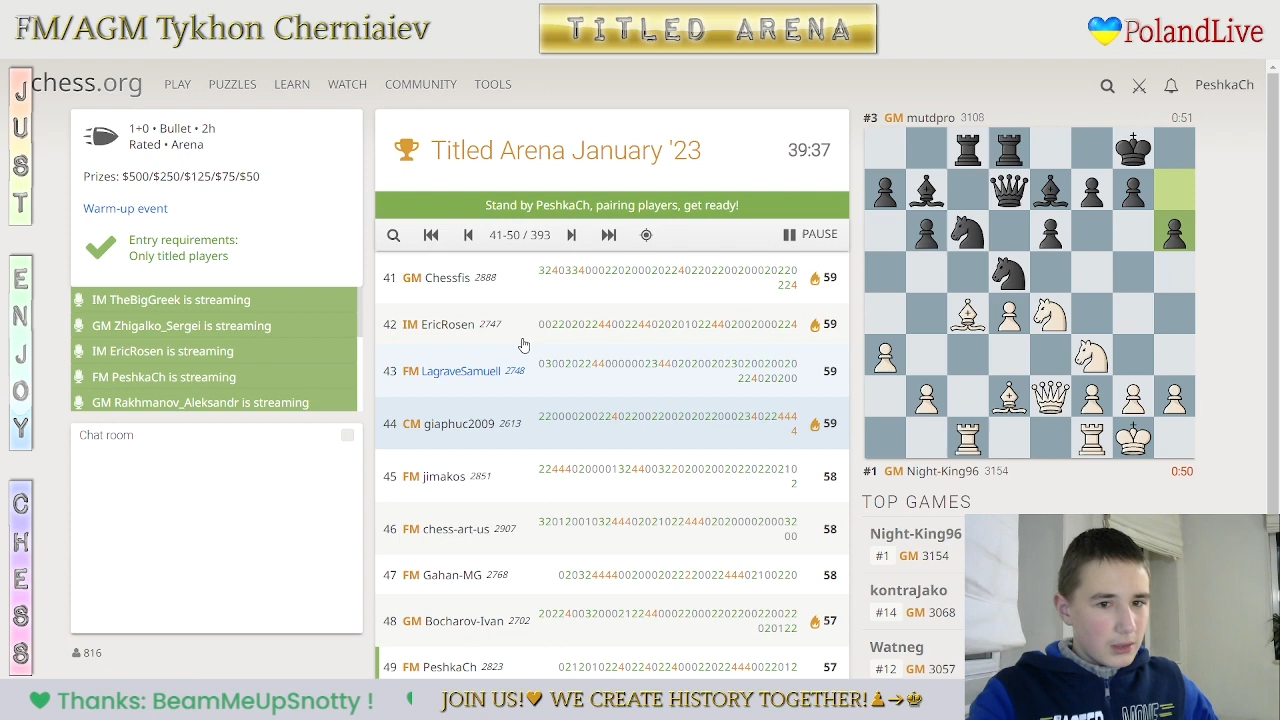 FM/AGM Tykhon Cherniaiev
TITLED ARENA
PolandLive
JUST
ENJOY
CHESS
chess.org
PLAY PUZZLES LEARN WATCH COMMUNITY TOOLS
PeshkaCh
1+0 • Bullet • 2h
Rated • Arena
Prizes: $500/$250/$125/$75/$50
Warm-up event
Entry requirements:
Only titled players
IM TheBigGreek is streaming
GM Zhigalko_Sergei is streaming
IM EricRosen is streaming
FM PeshkaCh is streaming
GM Rakhmanov_Aleksandr is streaming
Chat room
816
Titled Arena January '23 39:37
Stand by PeshkaCh, pairing players, get ready!
41-50 / 393 PAUSE
41 GM Chessfis 2888 59
42 IM EricRosen 2747 59
43 FM LagraveSamuell 2748 59
44 CM giaphuc2009 2613 59
45 FM jimakos 2851 58
46 FM chess-art-us 2907 58
47 FM Gahan-MG 2768 58
48 GM Bocharov-Ivan 2702 57
49 FM PeshkaCh 2823 57
#3 GM mutdpro 3108 0:51
#1 GM Night-King96 3154 0:50
TOP GAMES
Night-King96
#1 GM 3154
kontraJako
#14 GM 3068
Watneg
#12 GM 3057
Thanks: BeamMeUpSnotty !
JOIN US! WE CREATE HISTORY TOGETHER!